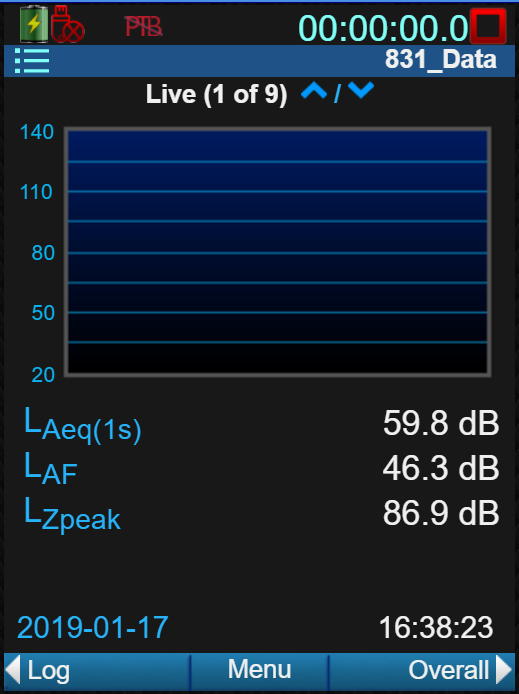 PTB 00:00:00.0
831_Data
Live (1 of 9) /
140
110
80
50
20
LAeq(1s) 59.8 dB
LAF 46.3 dB
LZpeak 86.9 dB
2019-01-17 16:38:23
Log Menu Overall